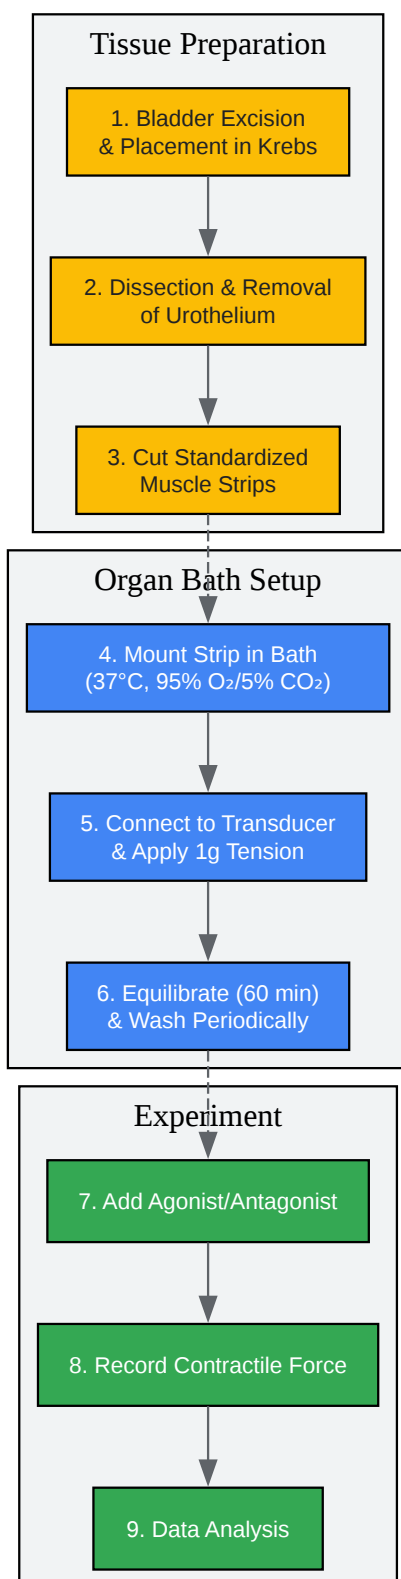 Tissue Preparation
1. Bladder Excision
& Placement in Krebs
2. Dissection & Removal
of Urothelium
3. Cut Standardized
Muscle Strips
Organ Bath Setup
4. Mount Strip in Bath
(37°C, 95% O₂/5% CO₂)
5. Connect to Transducer
& Apply 1g Tension
6. Equilibrate (60 min)
& Wash Periodically
Experiment
7. Add Agonist/Antagonist
8. Record Contractile Force
9. Data Analysis